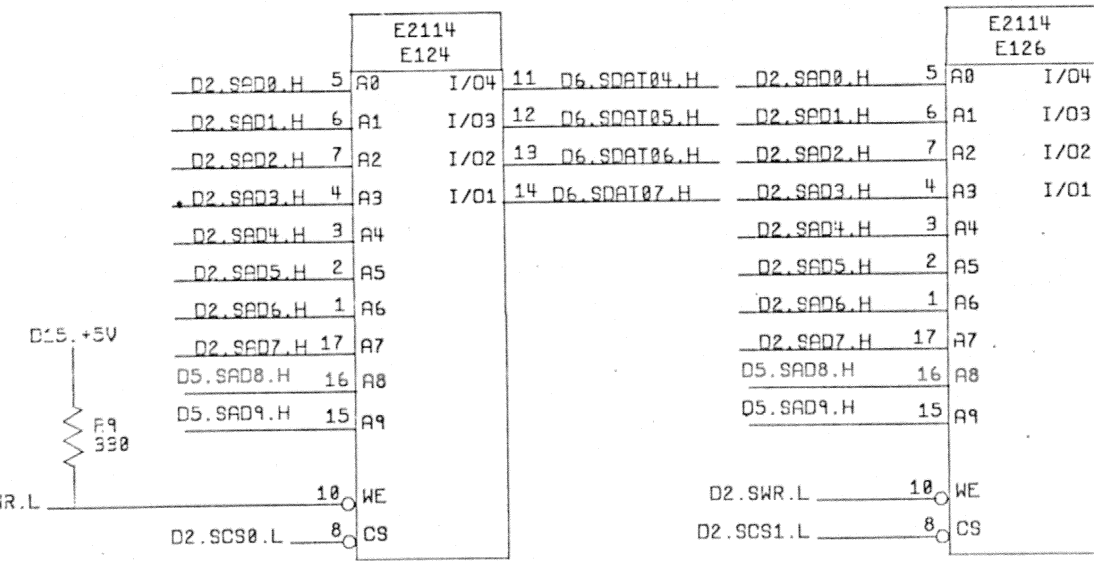 E2114
E124
D2.SAD0.H 5 A0 I/O4 11 D6.SDAT04.H
D2.SAD1.H 6 A1 I/O3 12 D6.SDAT05.H
D2.SAD2.H 7 A2 I/O2 13 D6.SDAT06.H
D2.SAD3.H 4 A3 I/O1 14 D6.SDAT07.H
D2.SAD4.H 3 A4
D2.SAD5.H 2 A5
D2.SAD6.H 1 A6
D2.SAD7.H 17 A7
D5.SAD8.H 16 A8
D5.SAD9.H 15 A9
D15.+5V
R9
330
R.L 10 WE
D2.SCS0.L 8 CS
E2114
E126
D2.SAD0.H 5 A0 I/O4
D2.SAD1.H 6 A1 I/O3
D2.SAD2.H 7 A2 I/O2
D2.SAD3.H 4 A3 I/O1
D2.SAD4.H 3 A4
D2.SAD5.H 2 A5
D2.SAD6.H 1 A6
D2.SAD7.H 17 A7
D5.SAD8.H 16 A8
D5.SAD9.H 15 A9
D2.SWR.L 10 WE
D2.SCS1.L 8 CS